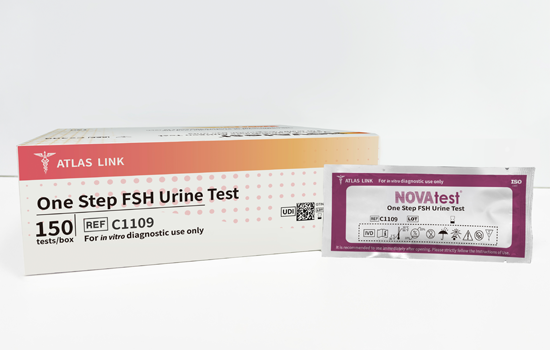 ATLAS LINK
One Step FSH Urine Test
150
tests/box
REF C1109
For in vitro diagnostic use only
UDI
ATLAS LINK
For in vitro diagnostic use only
ISO
NOVAtest®
One Step FSH Urine Test
REF C1109 LOT
IVD